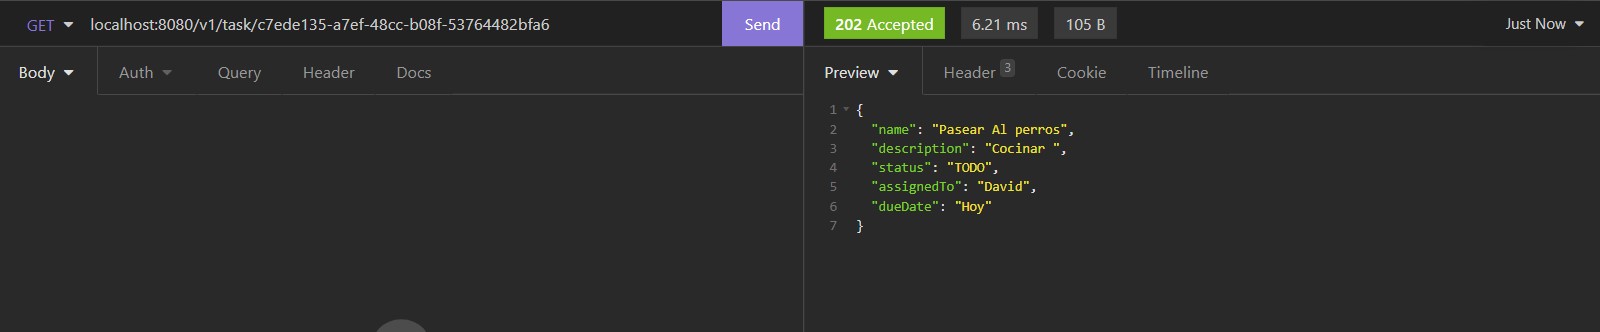 GET localhost:8080/v1/task/c7ede135-a7ef-48cc-b08f-53764482bfa6 Send 202 Accepted 6.21 ms 105 B Just Now
Body Auth Query Header Docs Preview Header 3 Cookie Timeline
1 {
2 "name": "Pasear Al perros",
3 "description": "Cocinar ",
4 "status": "TODO",
5 "assignedTo": "David",
6 "dueDate": "Hoy"
7 }